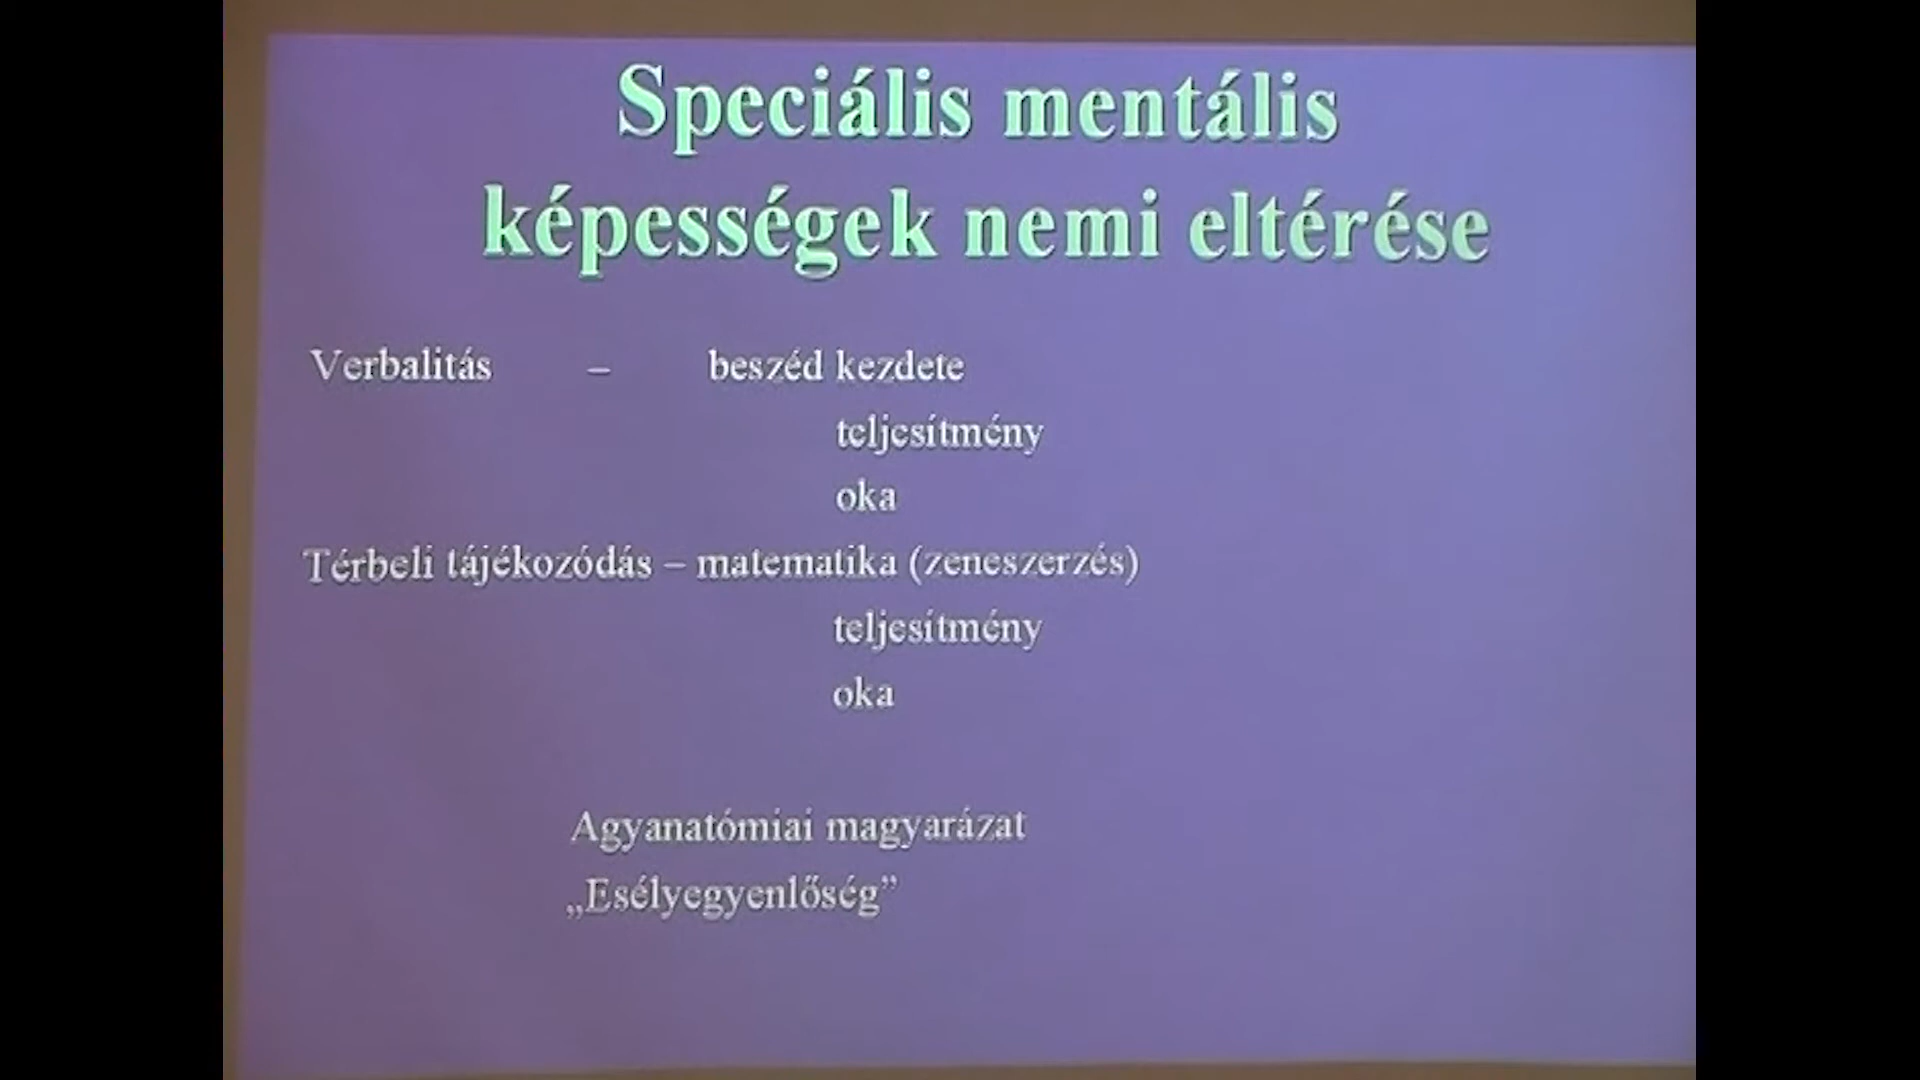 Speciális mentális
képességek nemi eltérése
Verbalitás – beszéd kezdete
teljesítmény
oka
Térbeli tájékozódás – matematika (zeneszerzés)
teljesítmény
oka
Agyanatómiai magyarázat
„Esélyegyenlőség”